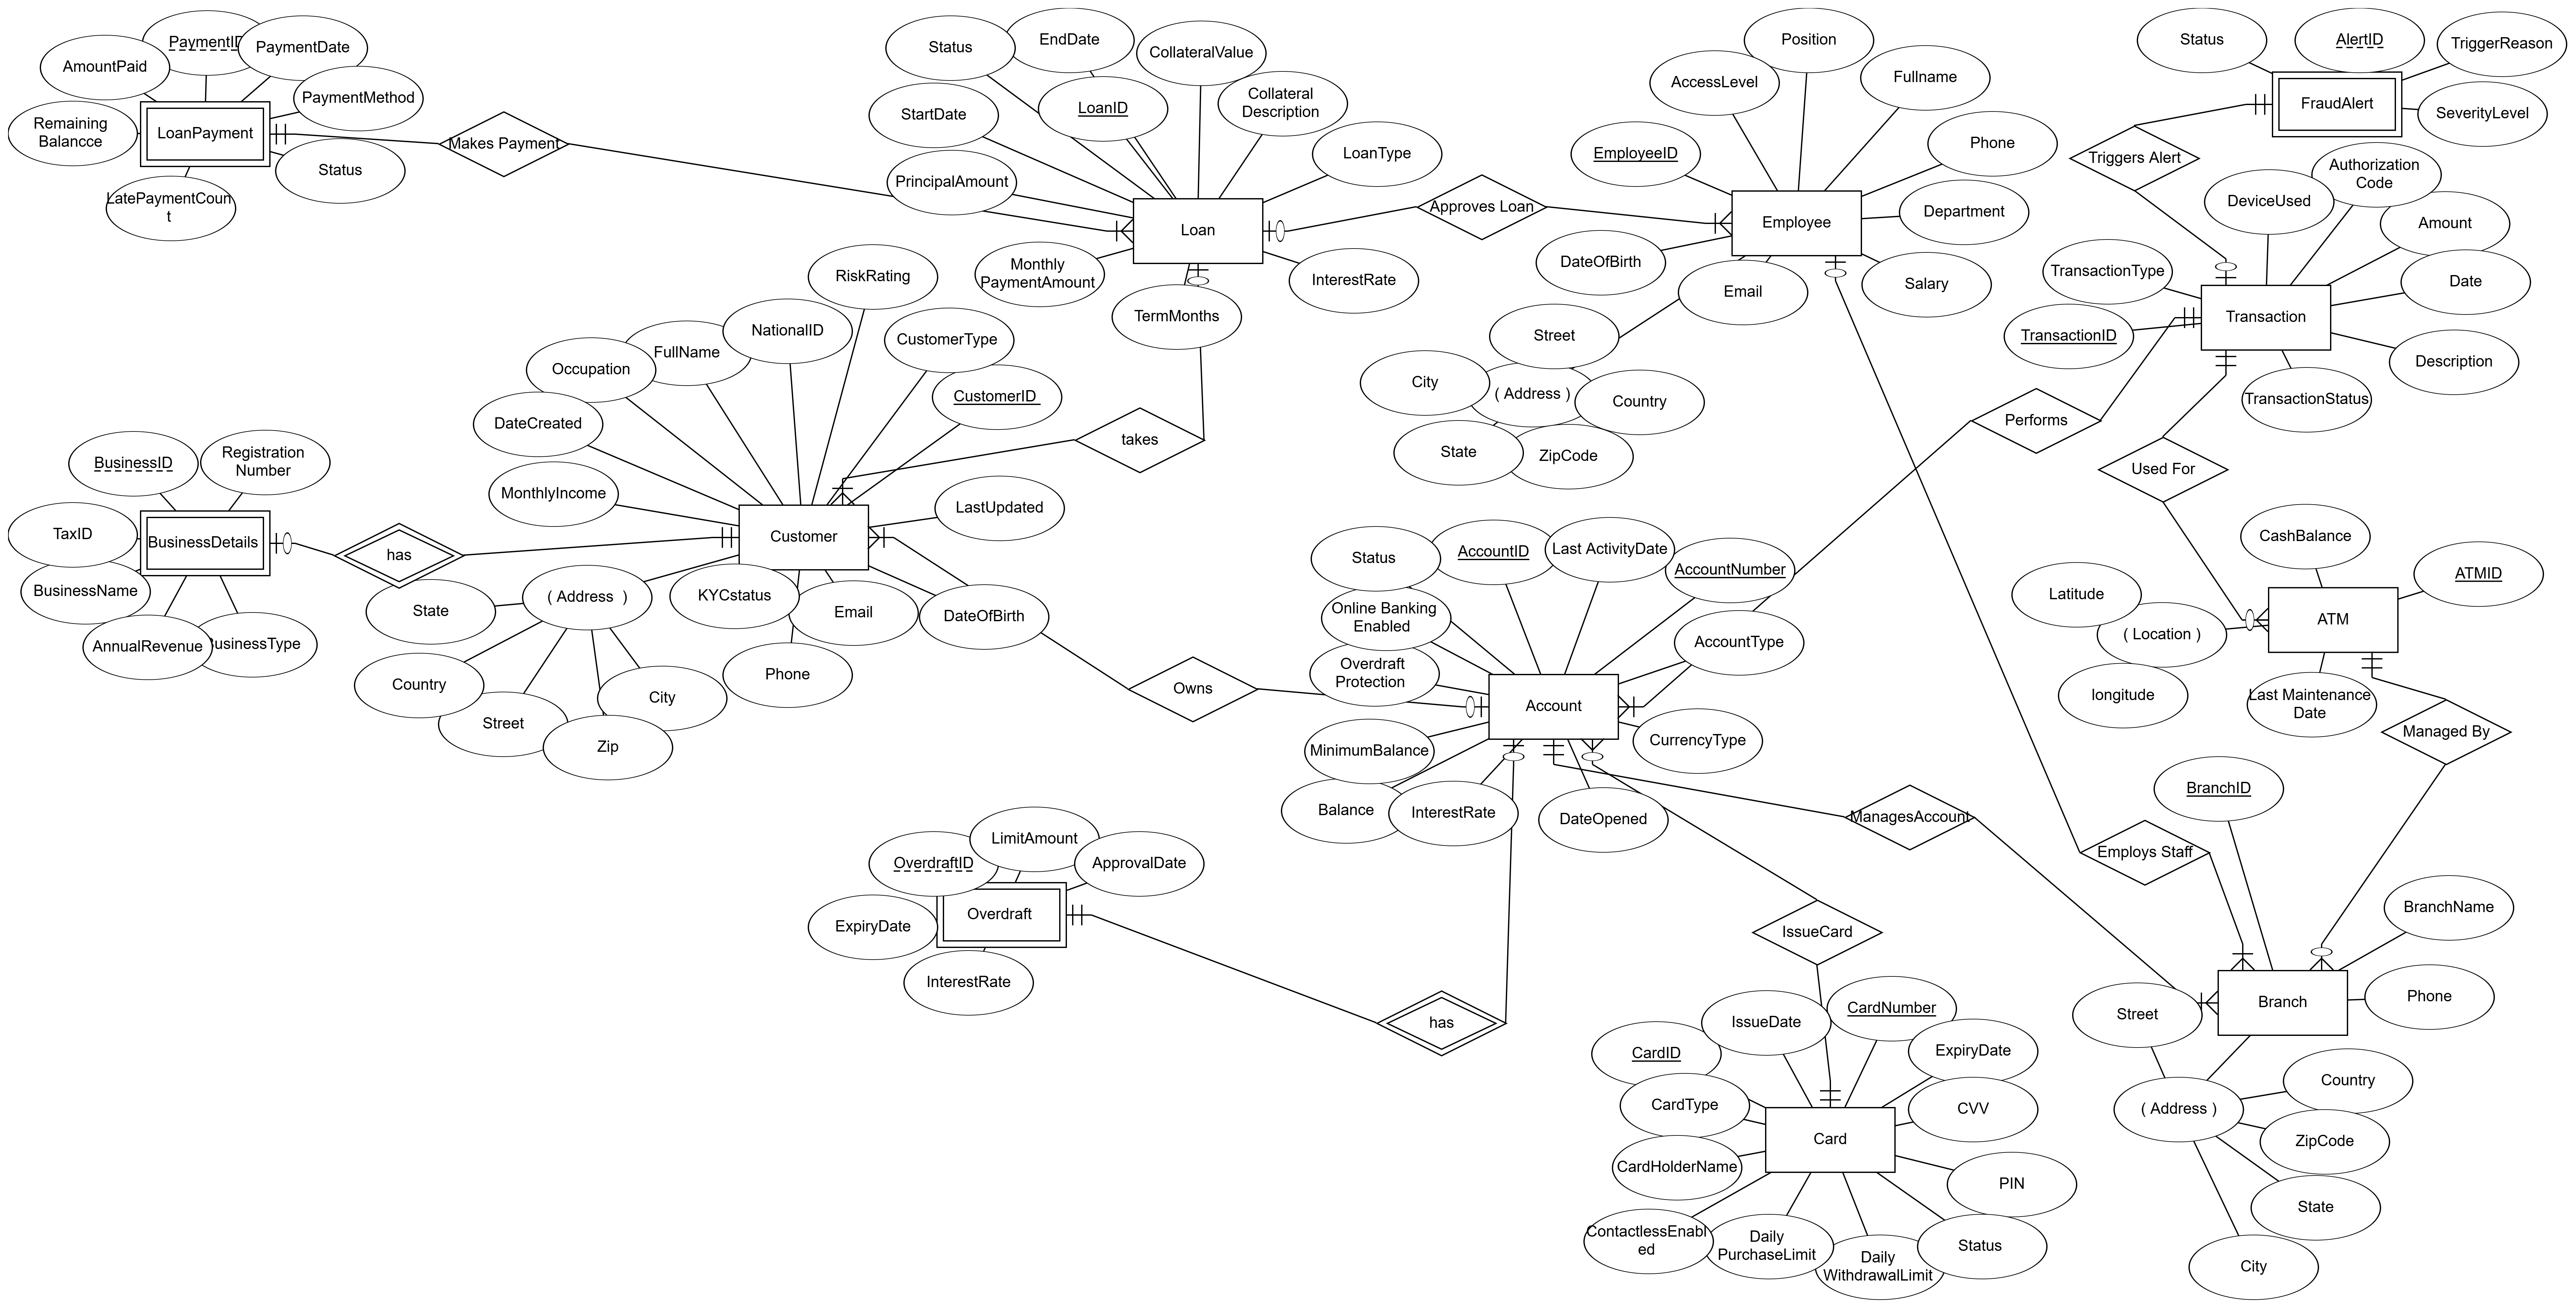 PaymentID
PaymentDate
AmountPaid
PaymentMethod
Remaining
Balancce
LoanPayment
Status
LatePaymentCoun
t
Makes Payment
Status
EndDate
CollateralValue
LoanID
Collateral
Description
StartDate
LoanType
PrincipalAmount
Loan
Monthly
PaymentAmount
InterestRate
TermMonths
Approves Loan
Position
AccessLevel
Fullname
EmployeeID
Phone
Employee
Department
DateOfBirth
Email
Salary
Street
City
( Address )
Country
State
ZipCode
Status
AlertID
TriggerReason
FraudAlert
SeverityLevel
Triggers Alert
Authorization
Code
DeviceUsed
Amount
TransactionType
Date
TransactionID
Transaction
Description
TransactionStatus
Performs
Used For
RiskRating
NationalID
FullName
CustomerType
Occupation
CustomerID
DateCreated
takes
MonthlyIncome
LastUpdated
Customer
BusinessID
Registration
Number
TaxID
BusinessDetails
has
BusinessName
AnnualRevenue
usinessType
State
( Address  )
KYCstatus
Email
DateOfBirth
Phone
Country
Street
City
Zip
Owns
Status
AccountID
Last ActivityDate
AccountNumber
Online Banking
Enabled
AccountType
Overdraft
Protection
Account
MinimumBalance
CurrencyType
Balance
InterestRate
DateOpened
CashBalance
ATMID
Latitude
( Location )
ATM
longitude
Last Maintenance
Date
Managed By
ManagesAccount
BranchID
Employs Staff
OverdraftID
LimitAmount
ApprovalDate
Overdraft
ExpiryDate
InterestRate
has
IssueCard
BranchName
Branch
Phone
Street
( Address )
Country
ZipCode
State
City
IssueDate
CardNumber
CardID
ExpiryDate
CardType
CVV
Card
CardHolderName
PIN
ContactlessEnabl
ed
Daily
PurchaseLimit
Daily
WithdrawalLimit
Status